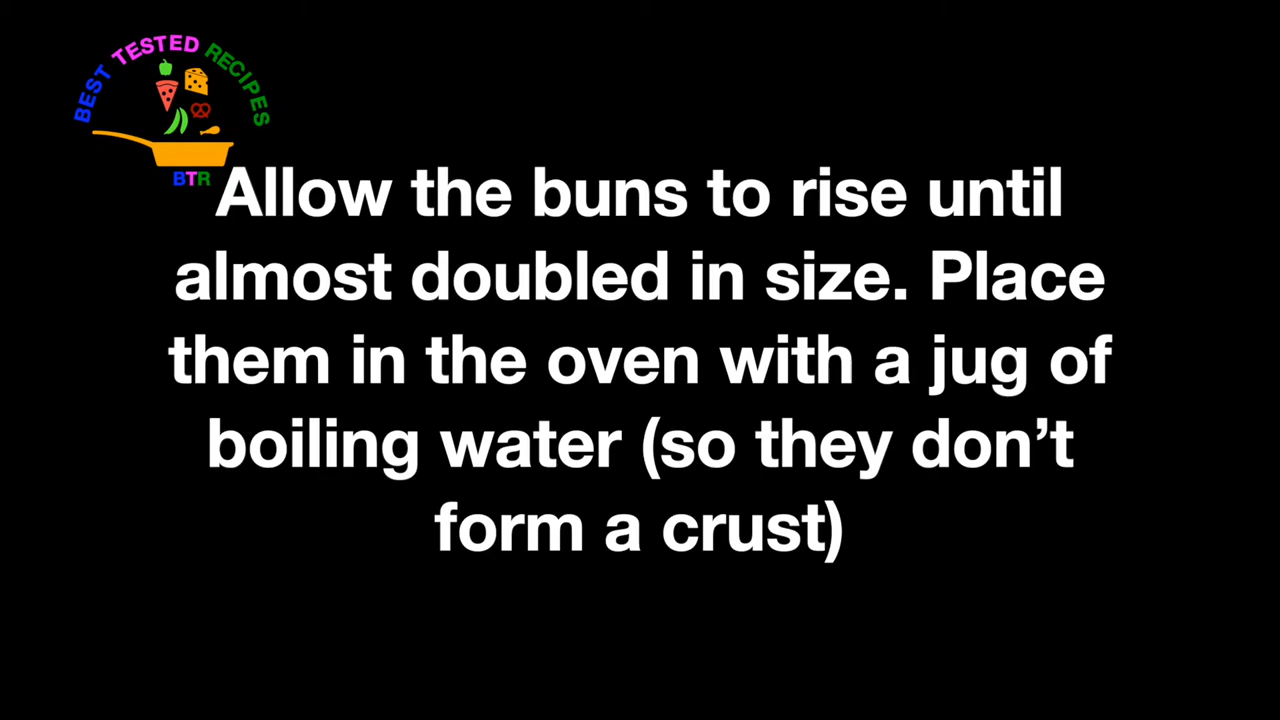 BEST TESTED RECIPES
BTR
Allow the buns to rise until
almost doubled in size. Place
them in the oven with a jug of
boiling water (so they don’t
form a crust)